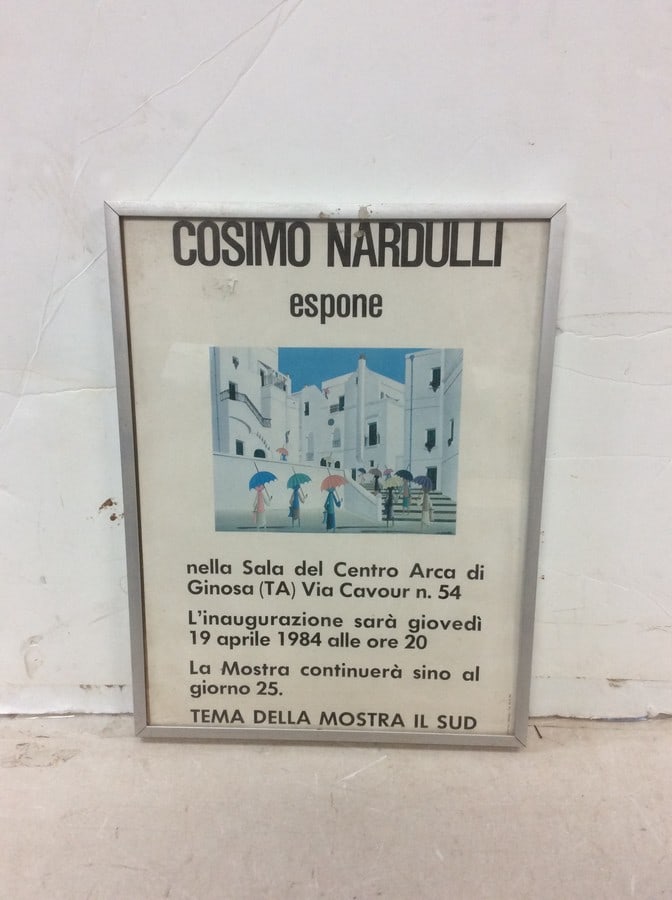 COSIMO NARDULLI
espone
nella Sala del Centro Arca di
Ginosa (TA) Via Cavour n. 54
L'inaugurazione sarà giovedì
19 aprile 1984 alle ore 20
La Mostra continuerà sino al
giorno 25.
TEMA DELLA MOSTRA IL SUD